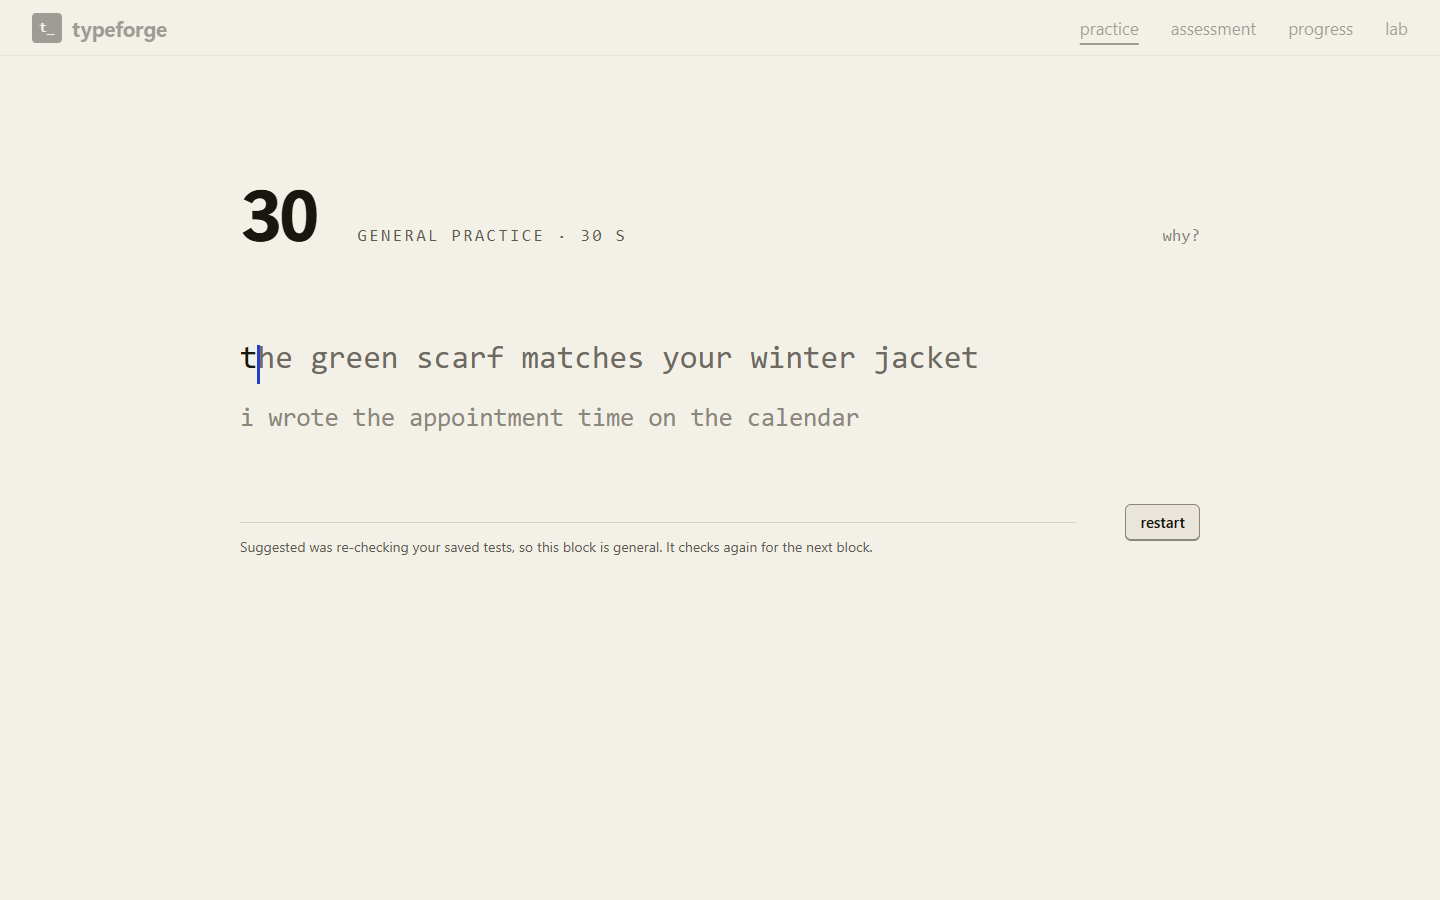 t_ typeforge
practice assessment progress lab
30 GENERAL PRACTICE · 30 S why?
the green scarf matches your winter jacket
i wrote the appointment time on the calendar
restart
Suggested was re-checking your saved tests, so this block is general. It checks again for the next block.